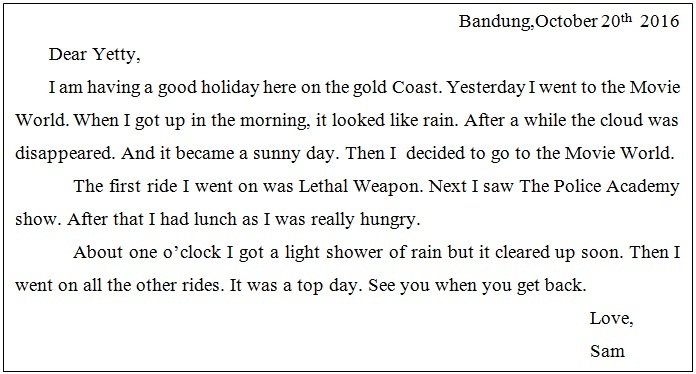 Bandung,October 20th 2016
Dear Yetty,
I am having a good holiday here on the gold Coast. Yesterday I went to the Movie
World. When I got up in the morning, it looked like rain. After a while the cloud was
disappeared. And it became a sunny day. Then I decided to go to the Movie World.
The first ride I went on was Lethal Weapon. Next I saw The Police Academy
show. After that I had lunch as I was really hungry.
About one o’clock I got a light shower of rain but it cleared up soon. Then I
went on all the other rides. It was a top day. See you when you get back.
Love,
Sam